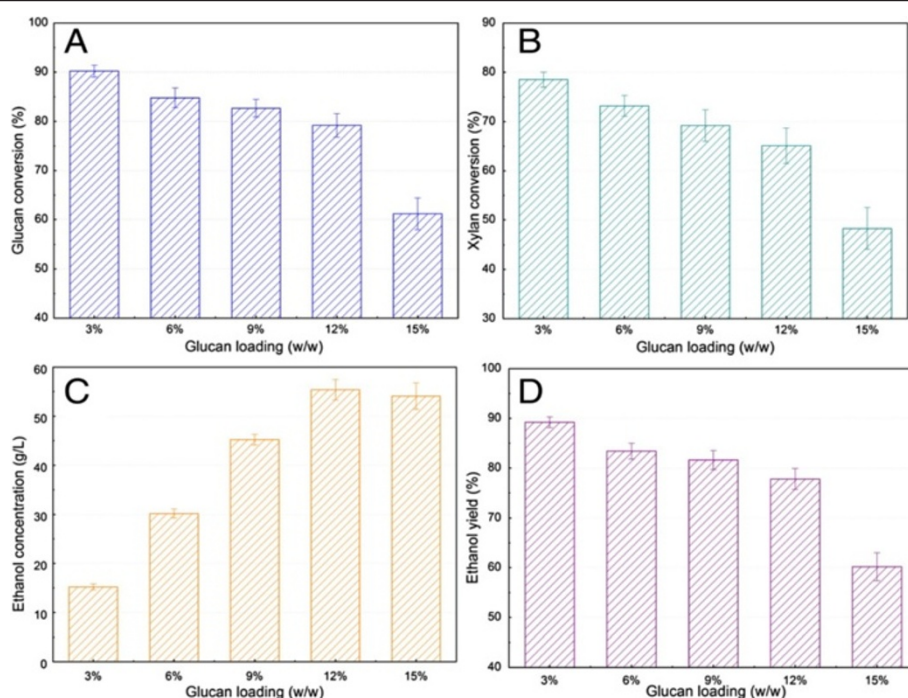 A
Glucan conversion (%)
100
90
80
70
60
50
40
3% 6% 9% 12% 15%
Glucan loading (w/w)
B
Xylan conversion (%)
80
70
60
50
40
30
3% 6% 9% 12% 15%
Glucan loading (w/w)
C
Ethanol concentration (g/L)
60
50
40
30
20
10
0
3% 6% 9% 12% 15%
Glucan loading (w/w)
D
Ethanol yield (%)
100
90
80
70
60
50
40
3% 6% 9% 12% 15%
Glucan loading (w/w)